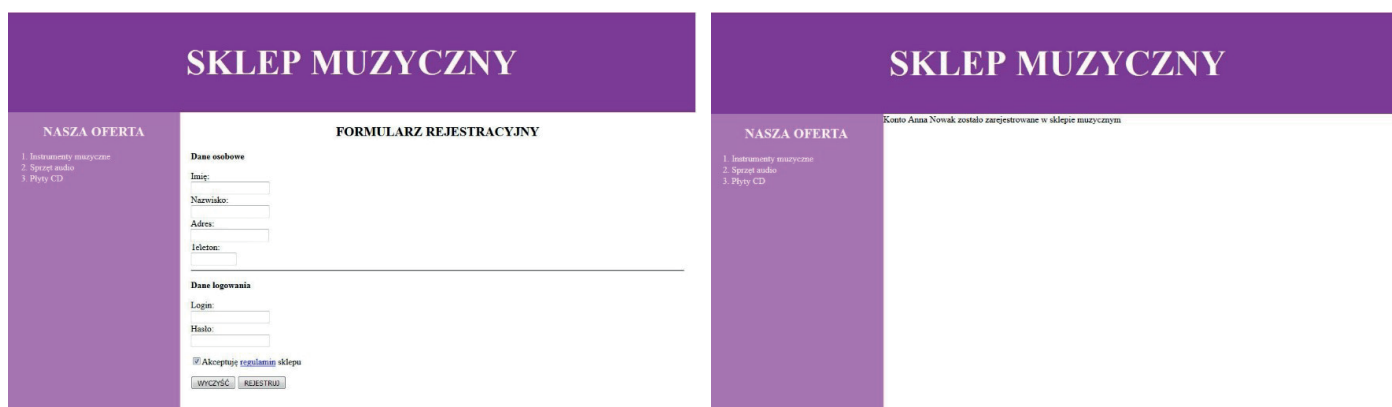 SKLEP MUZYCZNY
NASZA OFERTA
1. Instrumenty muzyczne
2. Sprzęt audio
3. Płyty CD
FORMULARZ REJESTRACYJNY
Dane osobowe
Imię:
Nazwisko:
Adres:
Telefon:
Dane logowania
Login:
Hasło:
Akceptuję regulamin sklepu
WYCZYŚĆ REJESTRUJ
SKLEP MUZYCZNY
NASZA OFERTA
1. Instrumenty muzyczne
2. Sprzęt audio
3. Płyty CD
Konto Anna Nowak zostało zarejestrowane w sklepie muzycznym